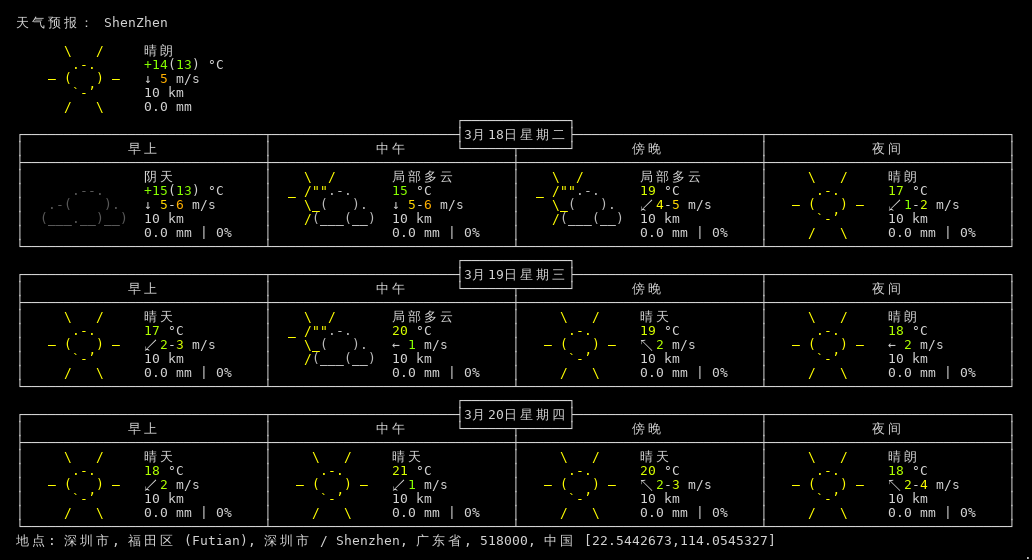 天气预报: ShenZhen
晴朗
+14(13) °C
↓ 5 m/s
10 km
0.0 mm
3月18日星期二
早上 中午 傍晚 夜间
阴天 局部多云 局部多云 晴朗
+15(13) °C 15 °C 19 °C 17 °C
↓ 5-6 m/s ↓ 5-6 m/s ↙ 4-5 m/s ↙ 1-2 m/s
10 km 10 km 10 km 10 km
0.0 mm | 0% 0.0 mm | 0% 0.0 mm | 0% 0.0 mm | 0%
3月19日星期三
早上 中午 傍晚 夜间
晴天 局部多云 晴天 晴朗
17 °C 20 °C 19 °C 18 °C
↙ 2-3 m/s ← 1 m/s ↖ 2 m/s ← 2 m/s
10 km 10 km 10 km 10 km
0.0 mm | 0% 0.0 mm | 0% 0.0 mm | 0% 0.0 mm | 0%
3月20日星期四
早上 中午 傍晚 夜间
晴天 晴天 晴天 晴朗
18 °C 21 °C 20 °C 18 °C
↙ 2 m/s ↙ 1 m/s ↖ 2-3 m/s ↖ 2-4 m/s
10 km 10 km 10 km 10 km
0.0 mm | 0% 0.0 mm | 0% 0.0 mm | 0% 0.0 mm | 0%
地点: 深圳市, 福田区 (Futian), 深圳市 / Shenzhen, 广东省, 518000, 中国 [22.5442673,114.0545327]